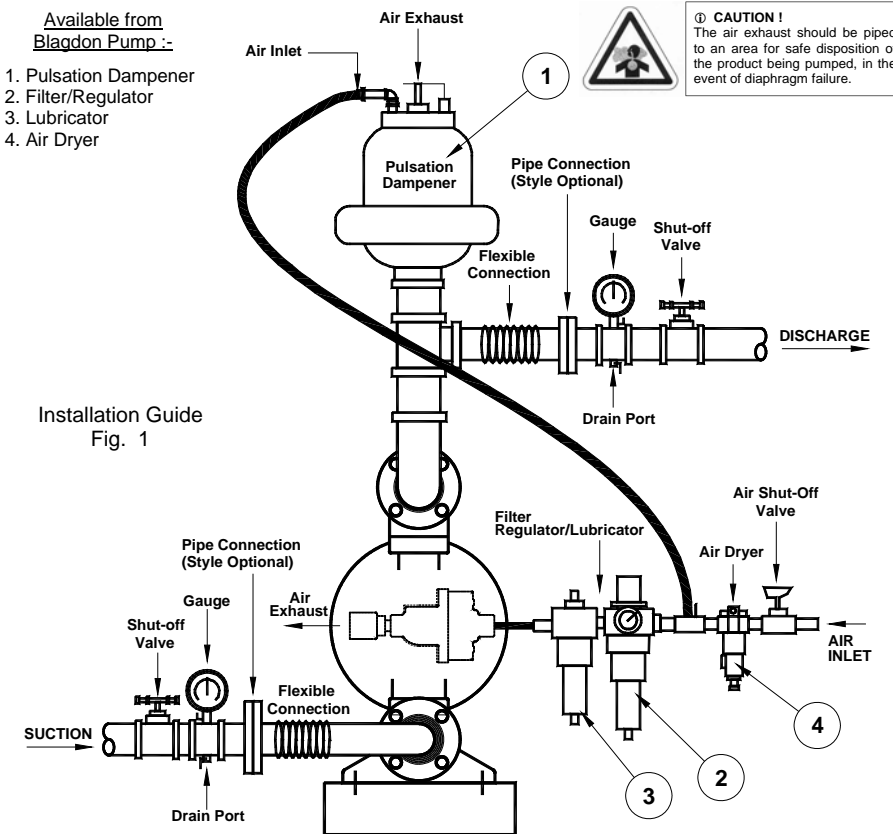 Available from
Blagdon Pump :-
1. Pulsation Dampener
2. Filter/Regulator
3. Lubricator
4. Air Dryer
Air Exhaust
Air Inlet
1
① CAUTION !
The air exhaust should be piped
to an area for safe disposition of
the product being pumped, in the
event of diaphragm failure.
Pulsation
Dampener
Pipe Connection
(Style Optional)
Gauge
Shut-off
Valve
Flexible
Connection
DISCHARGE
Drain Port
Installation Guide
Fig. 1
Filter
Regulator/Lubricator
Air Shut-Off
Valve
Air Dryer
AIR
INLET
Pipe Connection
(Style Optional)
Air
Exhaust
Gauge
Shut-off
Valve
Flexible
Connection
SUCTION
Drain Port
4
2
3